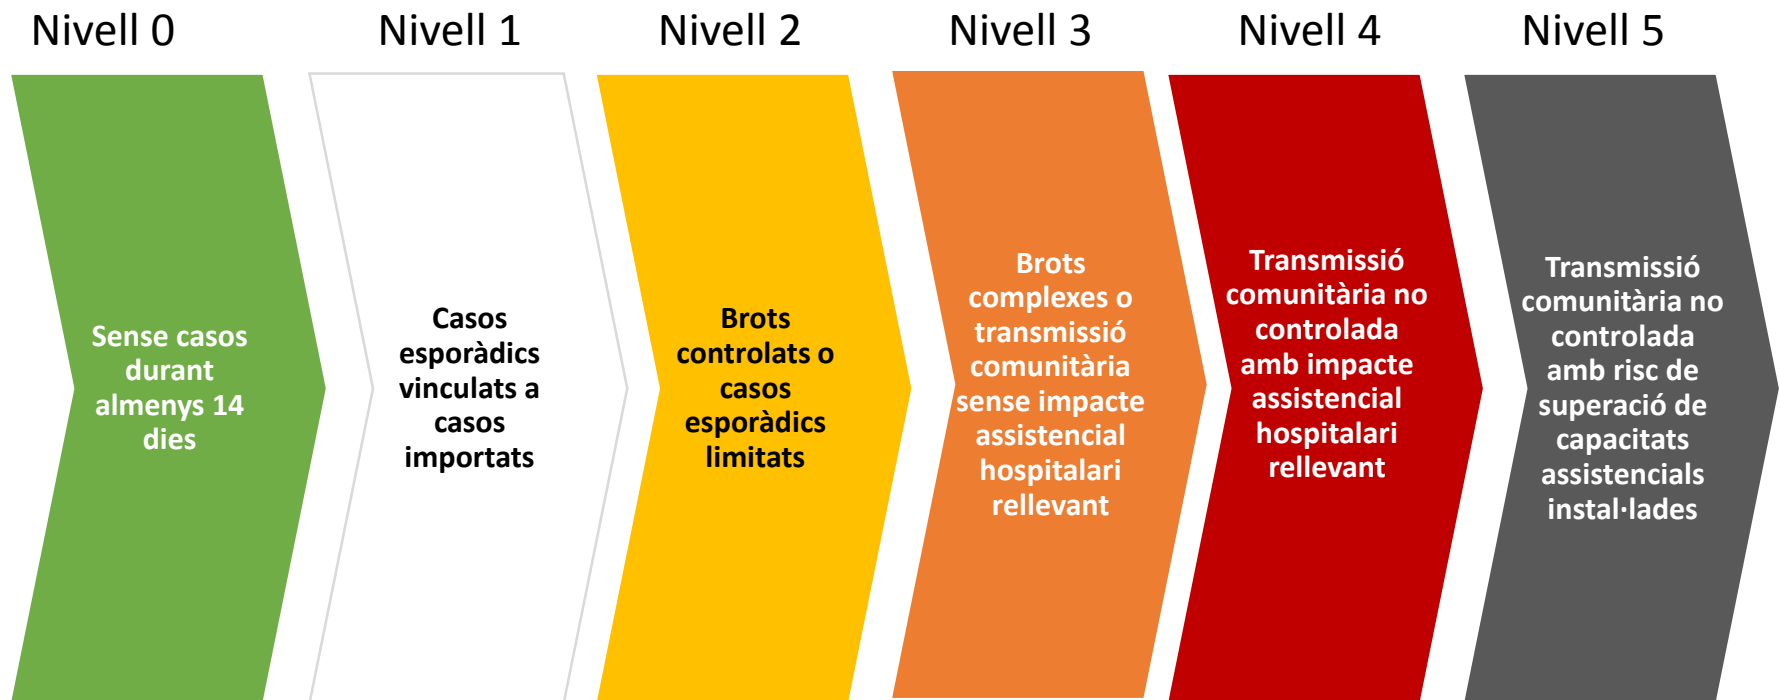 Nivell 0
Nivell 1
Nivell 2
Nivell 3
Nivell 4
Nivell 5
Sense casos
durant
almenys 14
dies
Casos
esporàdics
vinculats a
casos
importats
Brots
controlats o
casos
esporàdics
limitats
Brots
complexes o
transmissió
comunitària
sense impacte
assistencial
hospitalari
rellevant
Transmissió
comunitària no
controlada
amb impacte
assistencial
hospitalari
rellevant
Transmissió
comunitària no
controlada
amb risc de
superació de
capacitats
assistencials
instal·lades